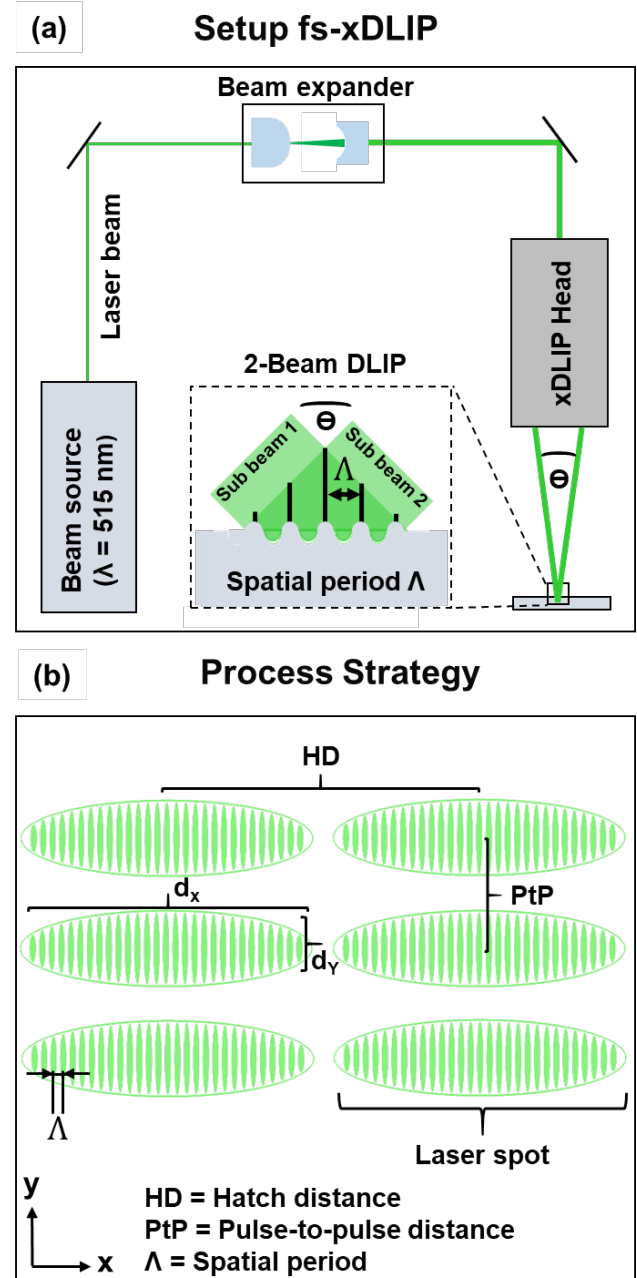 (a) Setup fs-xDLIP
Beam expander
Laser beam
xDLIP Head
2-Beam DLIP
Beam source
(λ = 515 nm)
Θ
Sub beam 1
Sub beam 2
Λ
Θ
Spatial period Λ
(b) Process Strategy
HD
PtP
dx
dY
Λ
Laser spot
y
x
HD = Hatch distance
PtP = Pulse-to-pulse distance
Λ = Spatial period